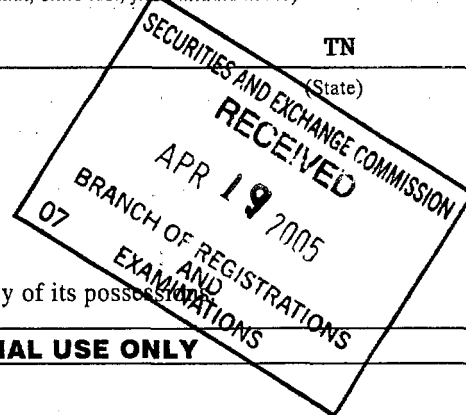 TN
(State)
SECURITIES AND EXCHANGE COMMISSION
RECEIVED
APR 19 2005
BRANCH OF REGISTRATIONS
AND
07 EXAMINATIONS
y of its possessions.
IAL USE ONLY